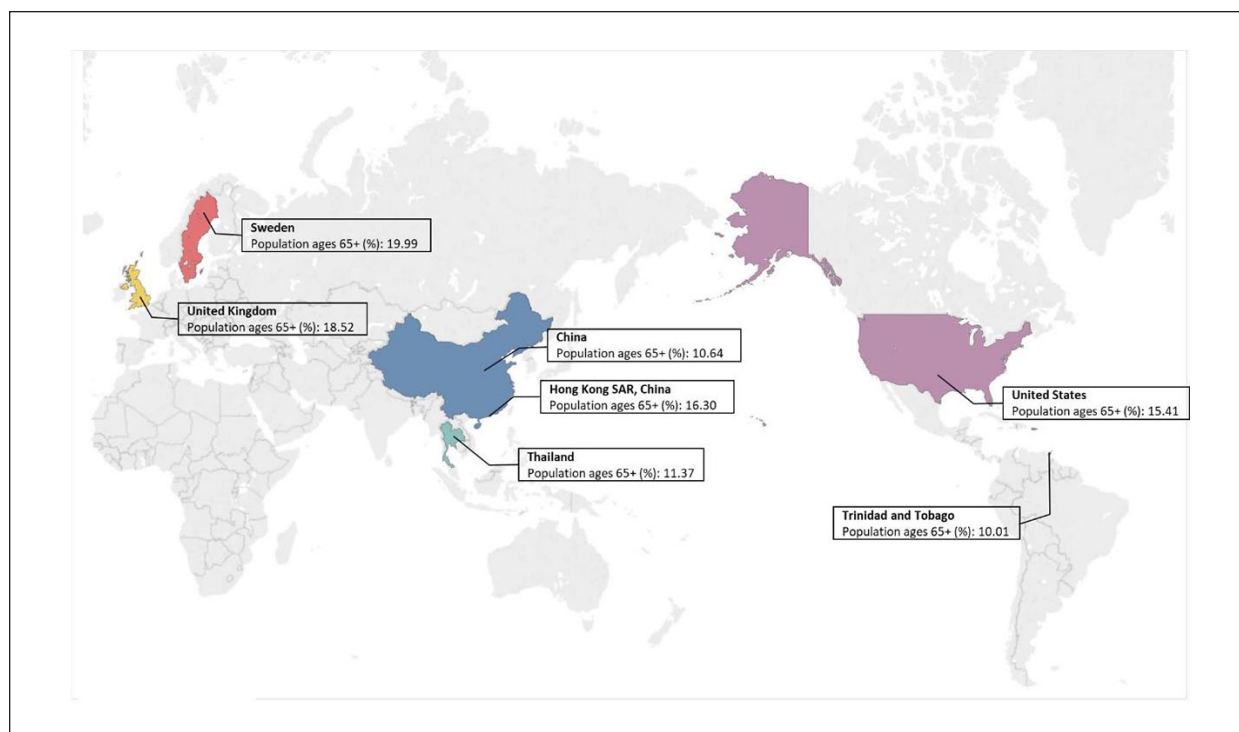 Sweden
Population ages 65+ (%): 19.99
United Kingdom
Population ages 65+ (%): 18.52
China
Population ages 65+ (%): 10.64
Hong Kong SAR, China
Population ages 65+ (%): 16.30
United States
Population ages 65+ (%): 15.41
Thailand
Population ages 65+ (%): 11.37
Trinidad and Tobago
Population ages 65+ (%): 10.01